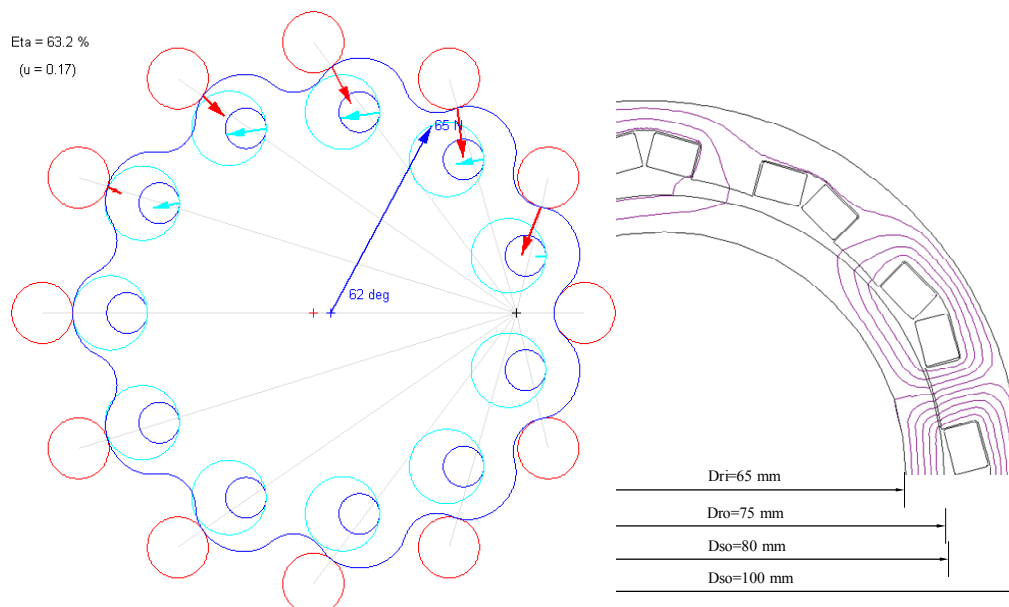 Eta = 63.2 %
(u = 0.17)
65 N
62 deg
Dri=65 mm
Dro=75 mm
Dso=80 mm
Dso=100 mm